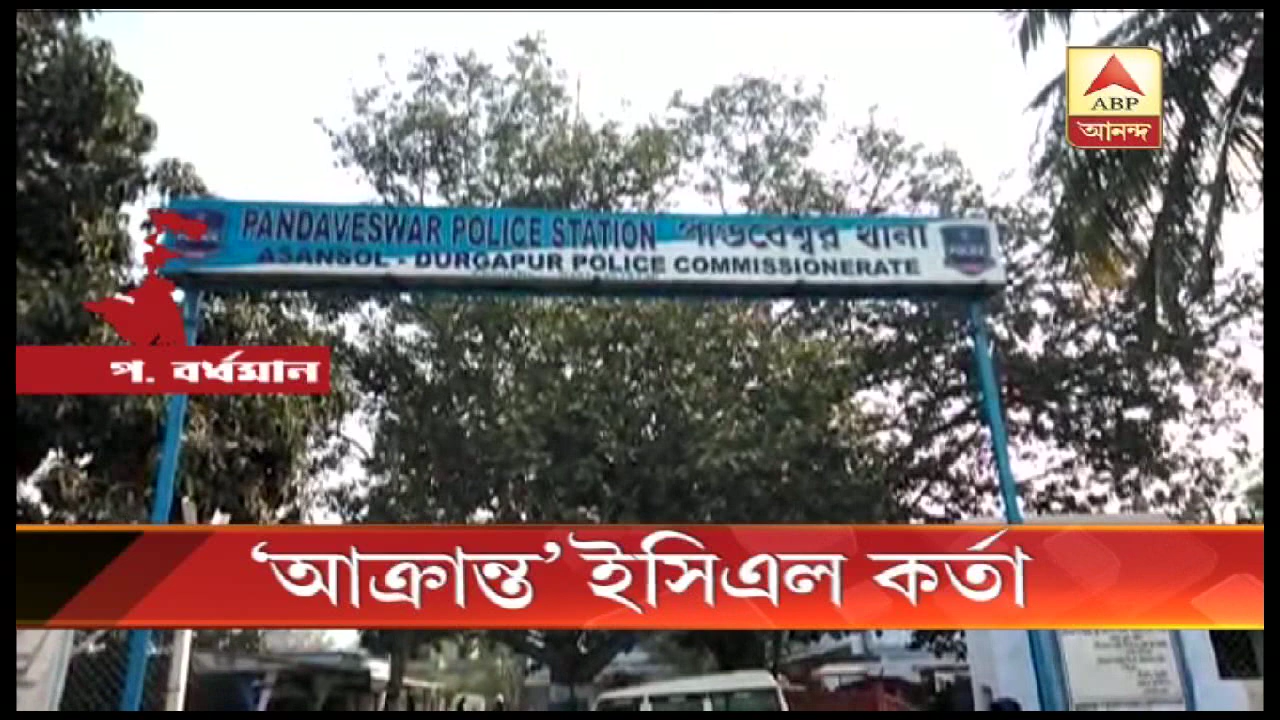 ABP
আনন্দ
PANDAVESWAR POLICE STATION পাণ্ডবেশ্বর থানা
ASANSOL - DURGAPUR POLICE COMMISSIONERATE
প. বর্ধমান
‘আক্রান্ত’ ইসিএল কর্তা